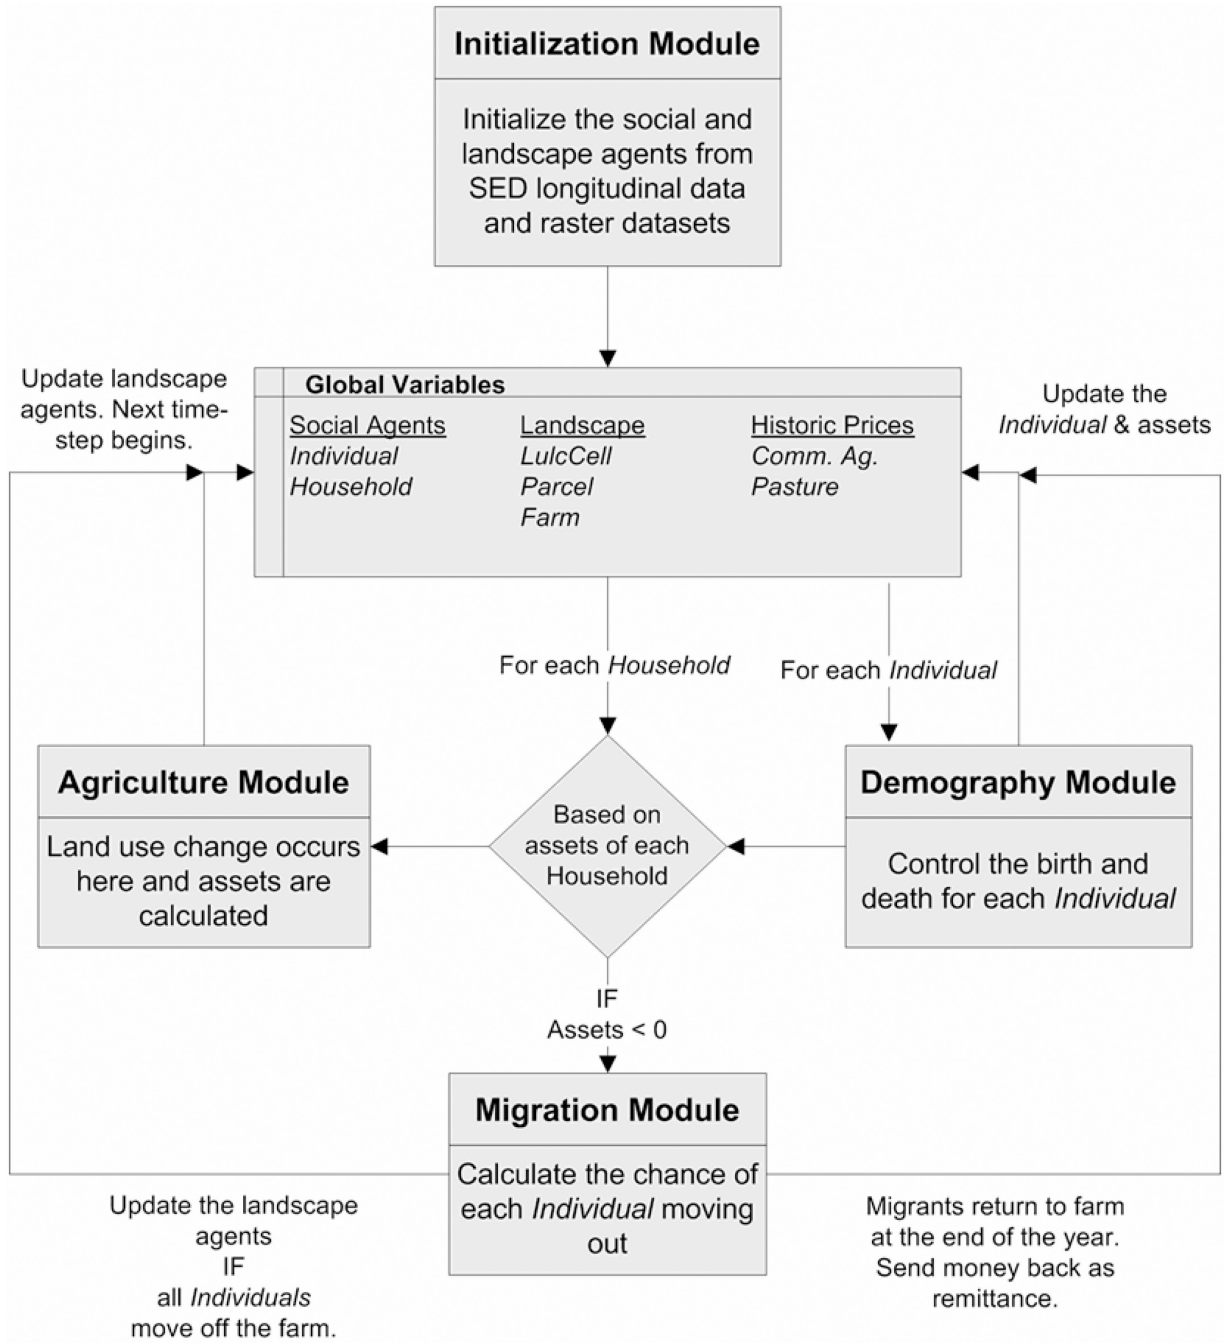 Initialization Module
Initialize the social and
landscape agents from
SED longitudinal data
and raster datasets
Update landscape
agents. Next time-
step begins.
Global Variables
Social Agents
Individual
Household
Landscape
LulcCell
Parcel
Farm
Historic Prices
Comm. Ag.
Pasture
Update the
Individual & assets
For each Household
For each Individual
Agriculture Module
Land use change occurs
here and assets are
calculated
Based on
assets of each
Household
Demography Module
Control the birth and
death for each Individual
IF
Assets < 0
Migration Module
Calculate the chance of
each Individual moving
out
Update the landscape
agents
IF
all Individuals
move off the farm.
Migrants return to farm
at the end of the year.
Send money back as
remittance.